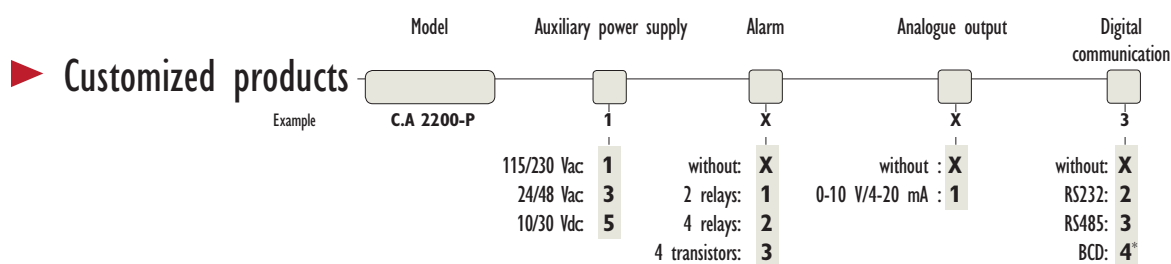 Model Auxiliary power supply Alarm Analogue output Digital
communication
Customized products
Example C.A 2200-P 1 X X 3
115/230 Vac: 1 without: X without : X without: X
24/48 Vac: 3 2 relays: 1 0-10 V/4-20 mA : 1 RS232: 2
10/30 Vdc: 5 4 relays: 2 RS485: 3
4 transistors: 3 BCD: 4*